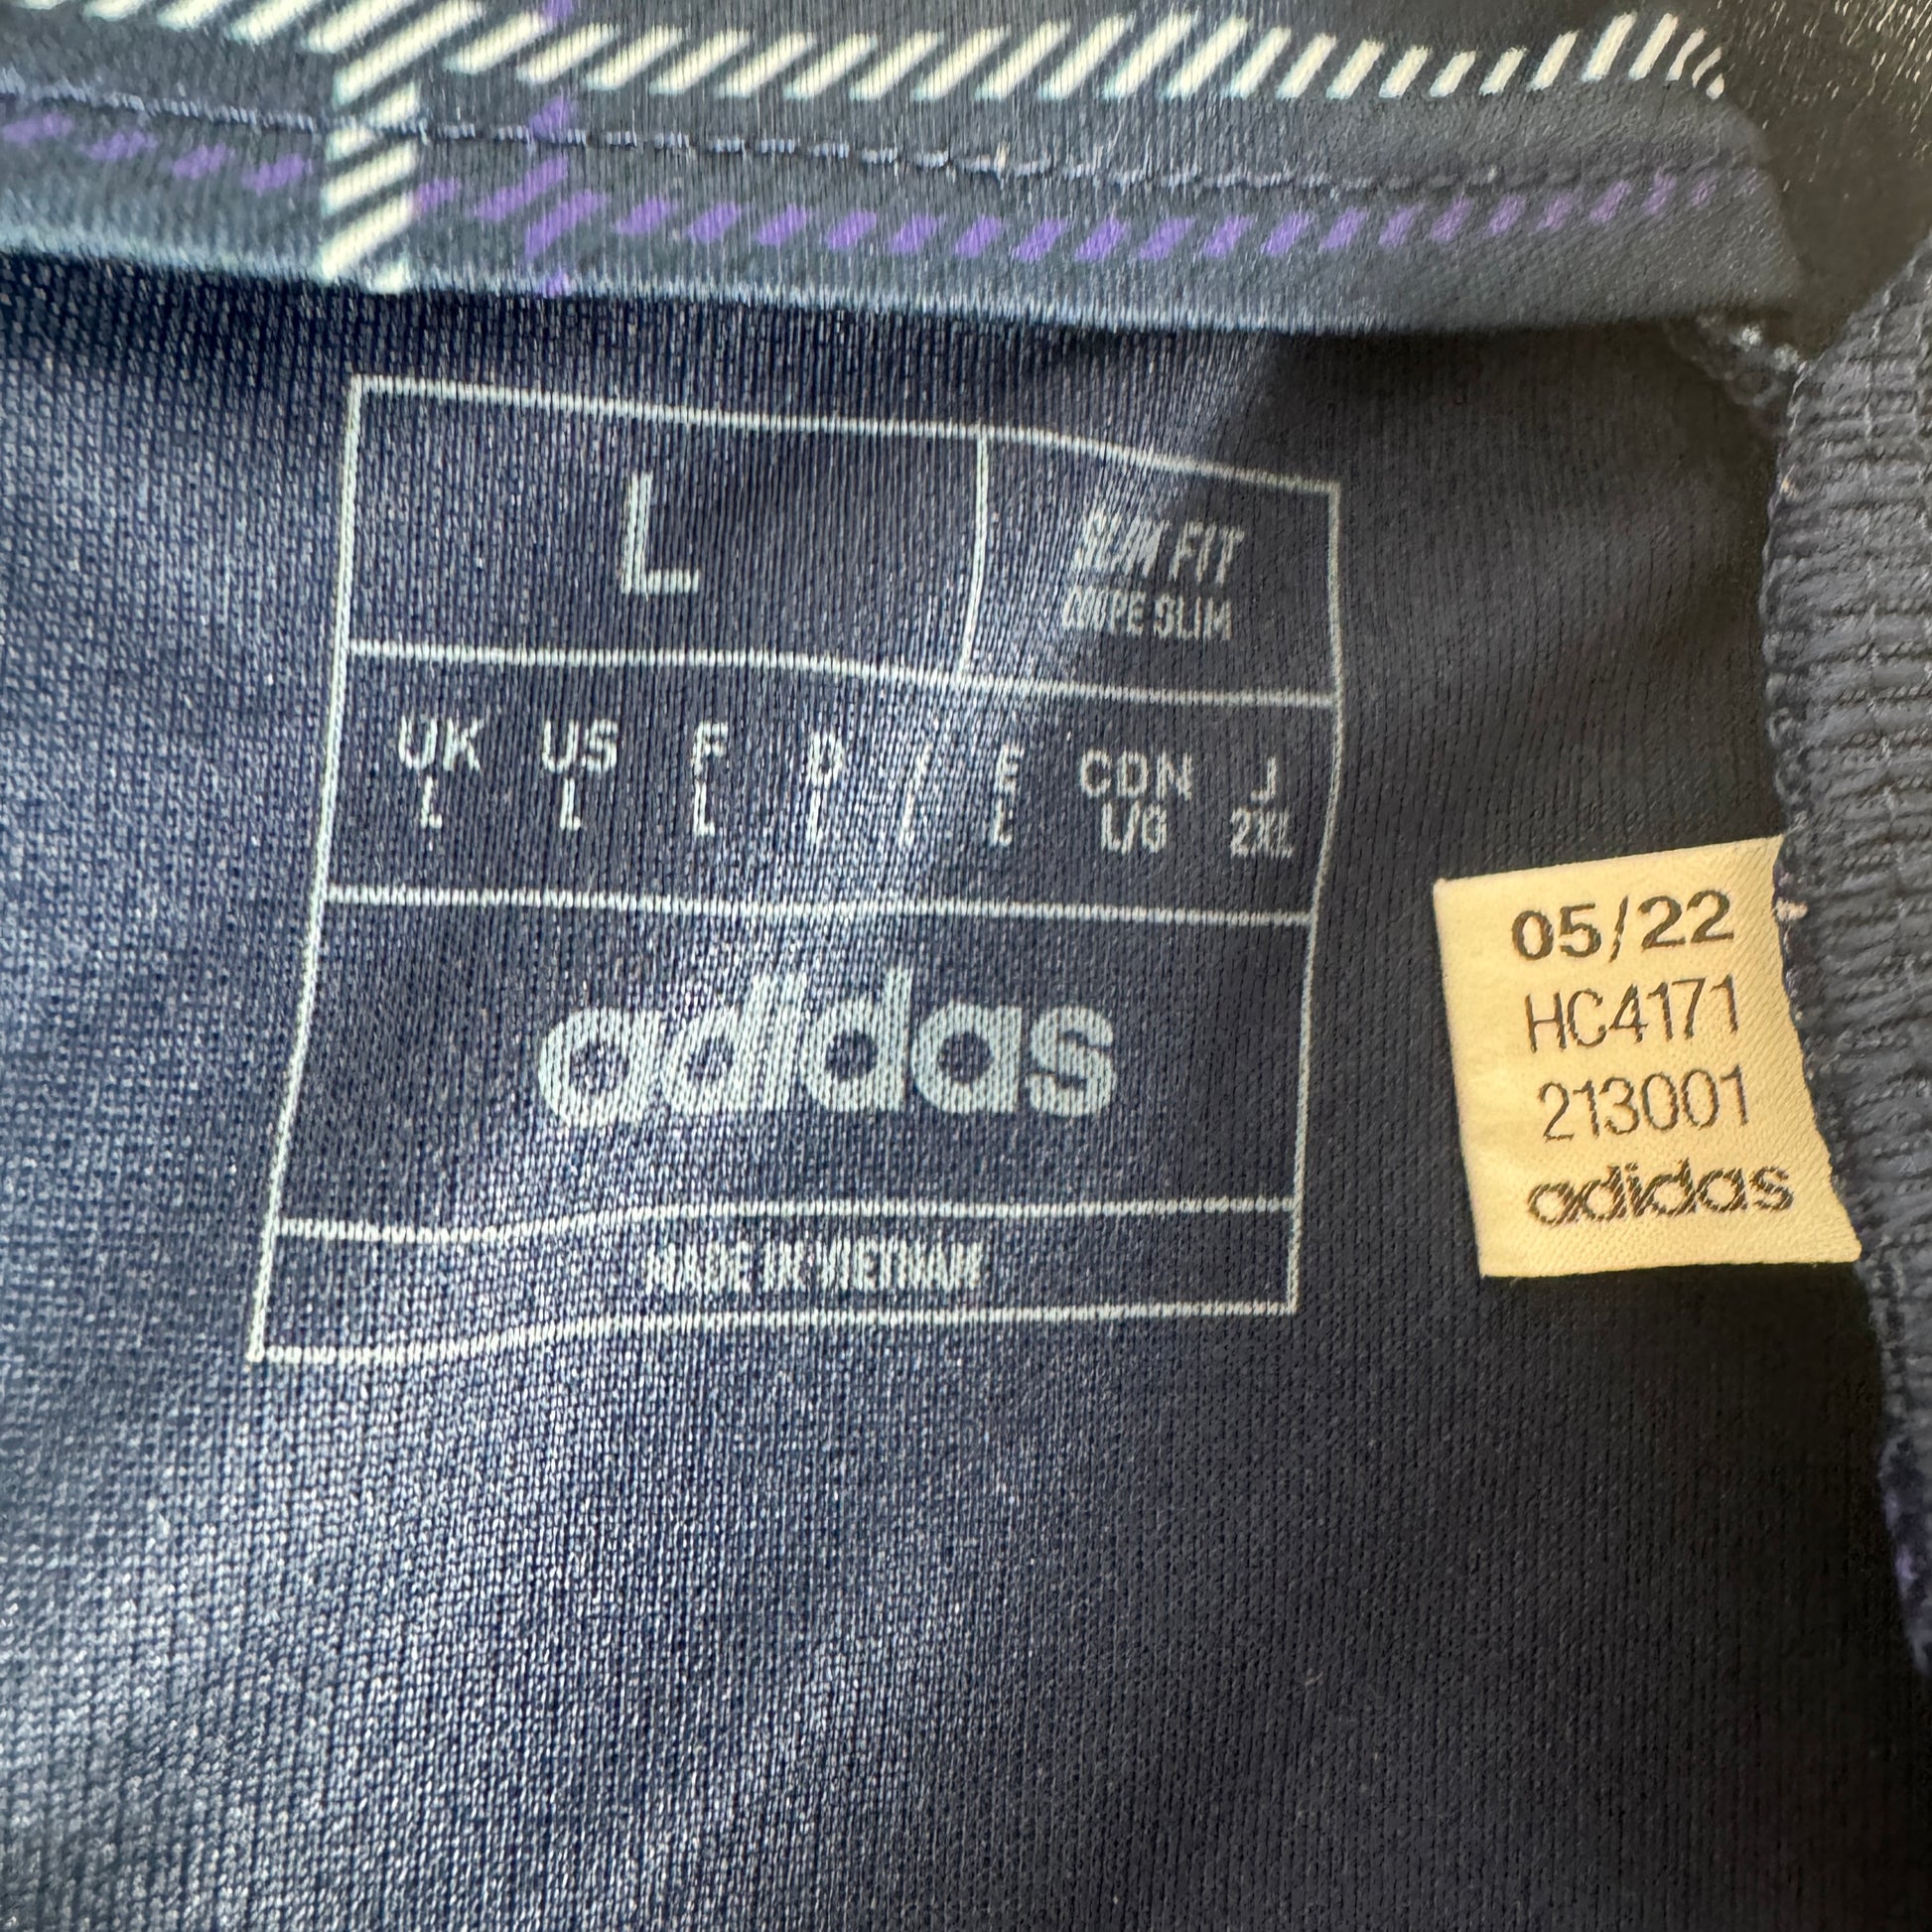 L
SLIM FIT
COUPE SLIM
UK US F D I E CDN J
L L L L L L L/G 2XL
adidas
MADE IN VIETNAM
05/22
HC4171
213001
adidas